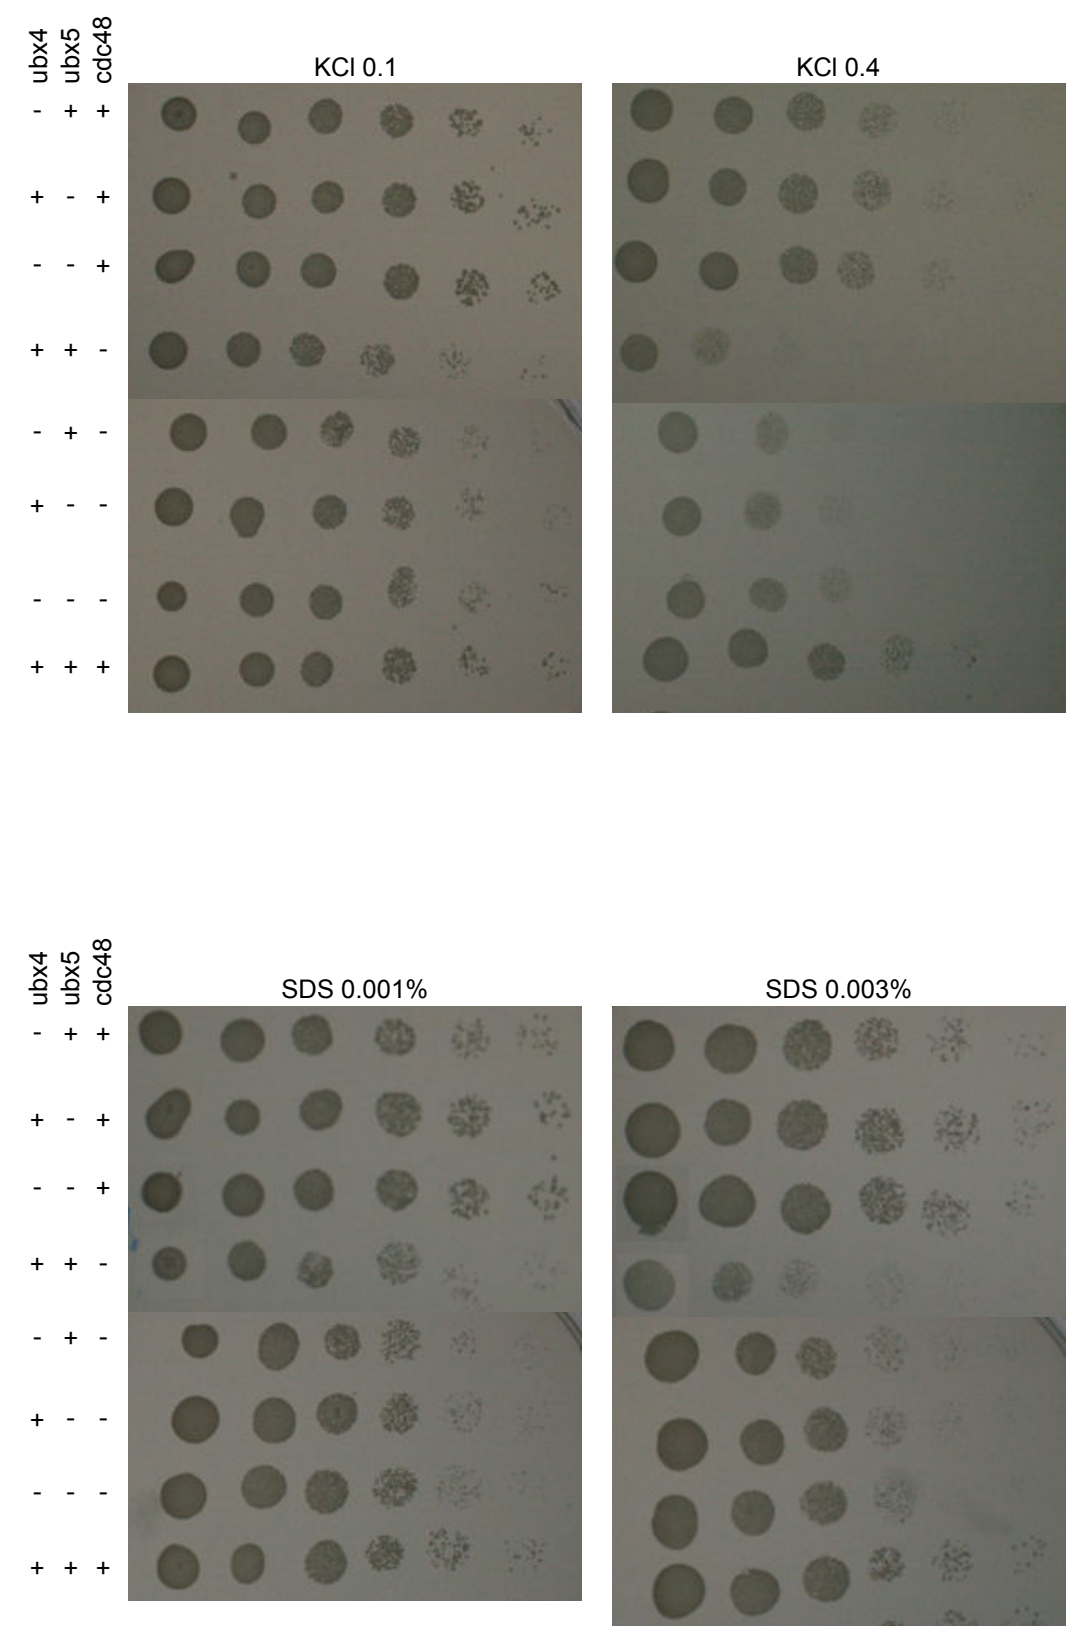 ubx4 ubx5 cdc48
KCl 0.1 KCl 0.4
- + +
+ - +
- - +
+ + -
- + -
+ - -
- - -
+ + +
ubx4 ubx5 cdc48
SDS 0.001% SDS 0.003%
- + +
+ - +
- - +
+ + -
- + -
+ - -
- - -
+ + +